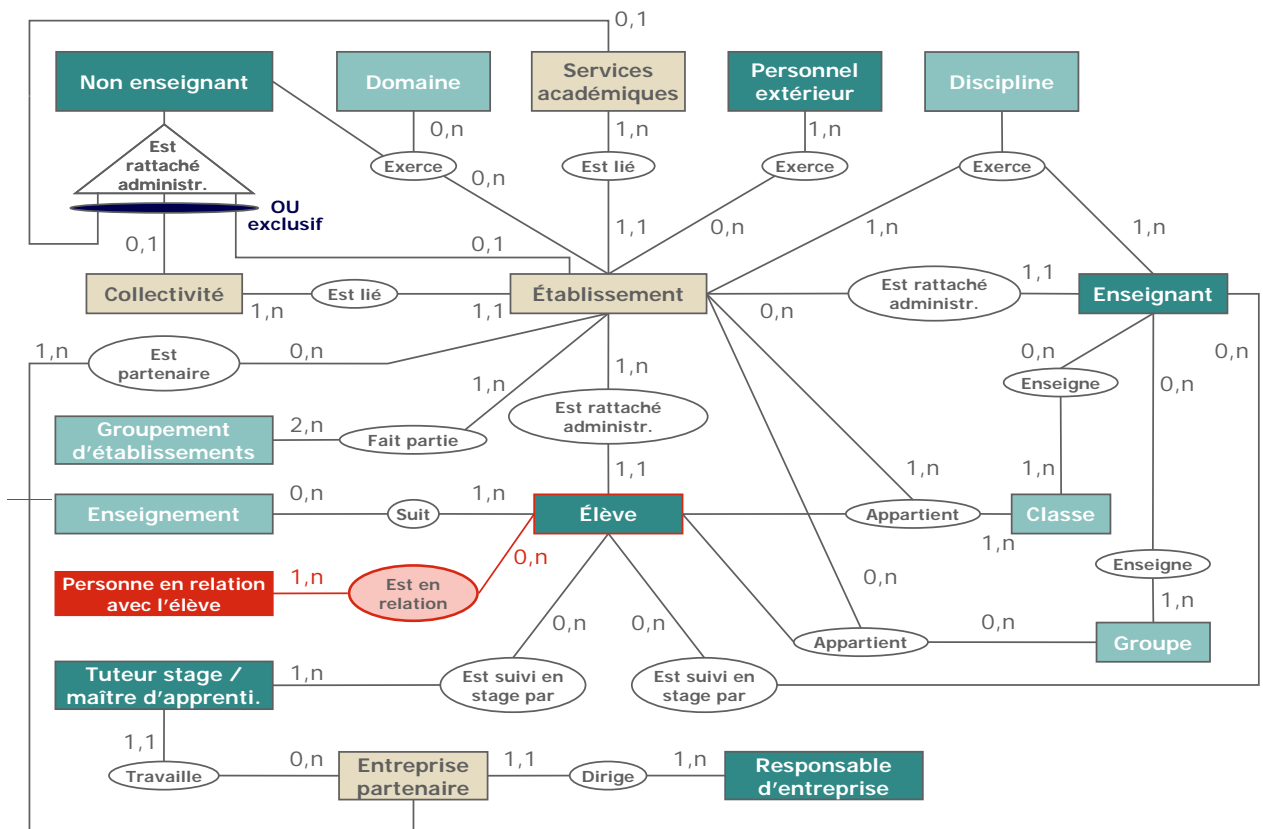 0,1
Non enseignant
Domaine
Services
académiques
Personnel
extérieur
Discipline
0,n
1,n
1,n
Est
rattaché
administr.
Exerce
Est lié
Exerce
Exerce
0,n
OU
exclusif
0,1
0,1
1,1
0,n
1,n
1,n
Collectivité
Est lié
Établissement
Est rattaché
administr.
1,1
Enseignant
1,n
1,1
0,n
1,n
Est
partenaire
0,n
1,n
1,n
0,n
0,n
Enseigne
0,n
Est rattaché
administr.
Groupement
d'établissements
2,n
Fait partie
1,1
1,n
1,n
Enseignement
0,n
Suit
1,n
Élève
Appartient
Classe
1,n
0,n
Personne en relation
avec l'élève
1,n
Est en
relation
0,n
Enseigne
1,n
0,n
0,n
0,n
Appartient
Groupe
Tuteur stage /
maître d'apprenti.
1,n
Est suivi en
stage par
Est suivi en
stage par
1,1
Travaille
0,n
Entreprise
partenaire
1,1
Dirige
1,n
Responsable
d'entreprise